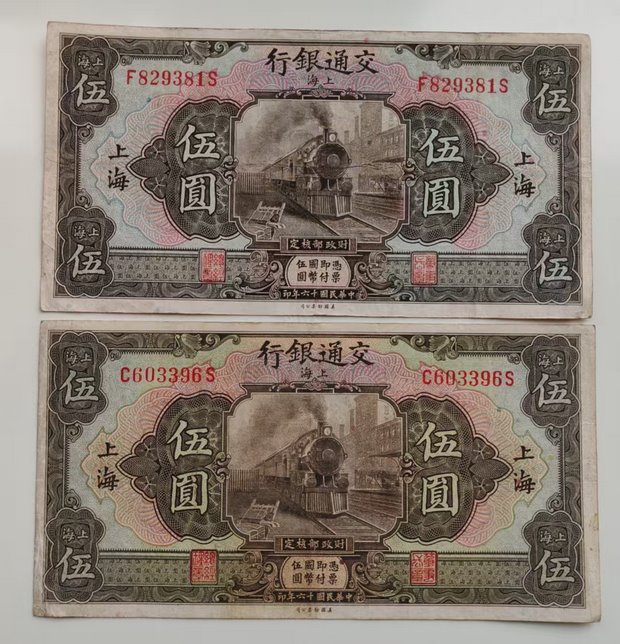 上海 伍
交通銀行
上海
F829381S
F829381S
上海 伍
上海
伍圓
伍圓
上海
上海 伍
財政部核定
上海 伍
憑票即付國幣伍圓
中華民國十六年印
上海 伍
交通銀行
上海
C603396S
C603396S
上海 伍
上海
伍圓
伍圓
上海
上海 伍
財政部核定
上海 伍
憑票即付國幣伍圓
中華民國十六年印